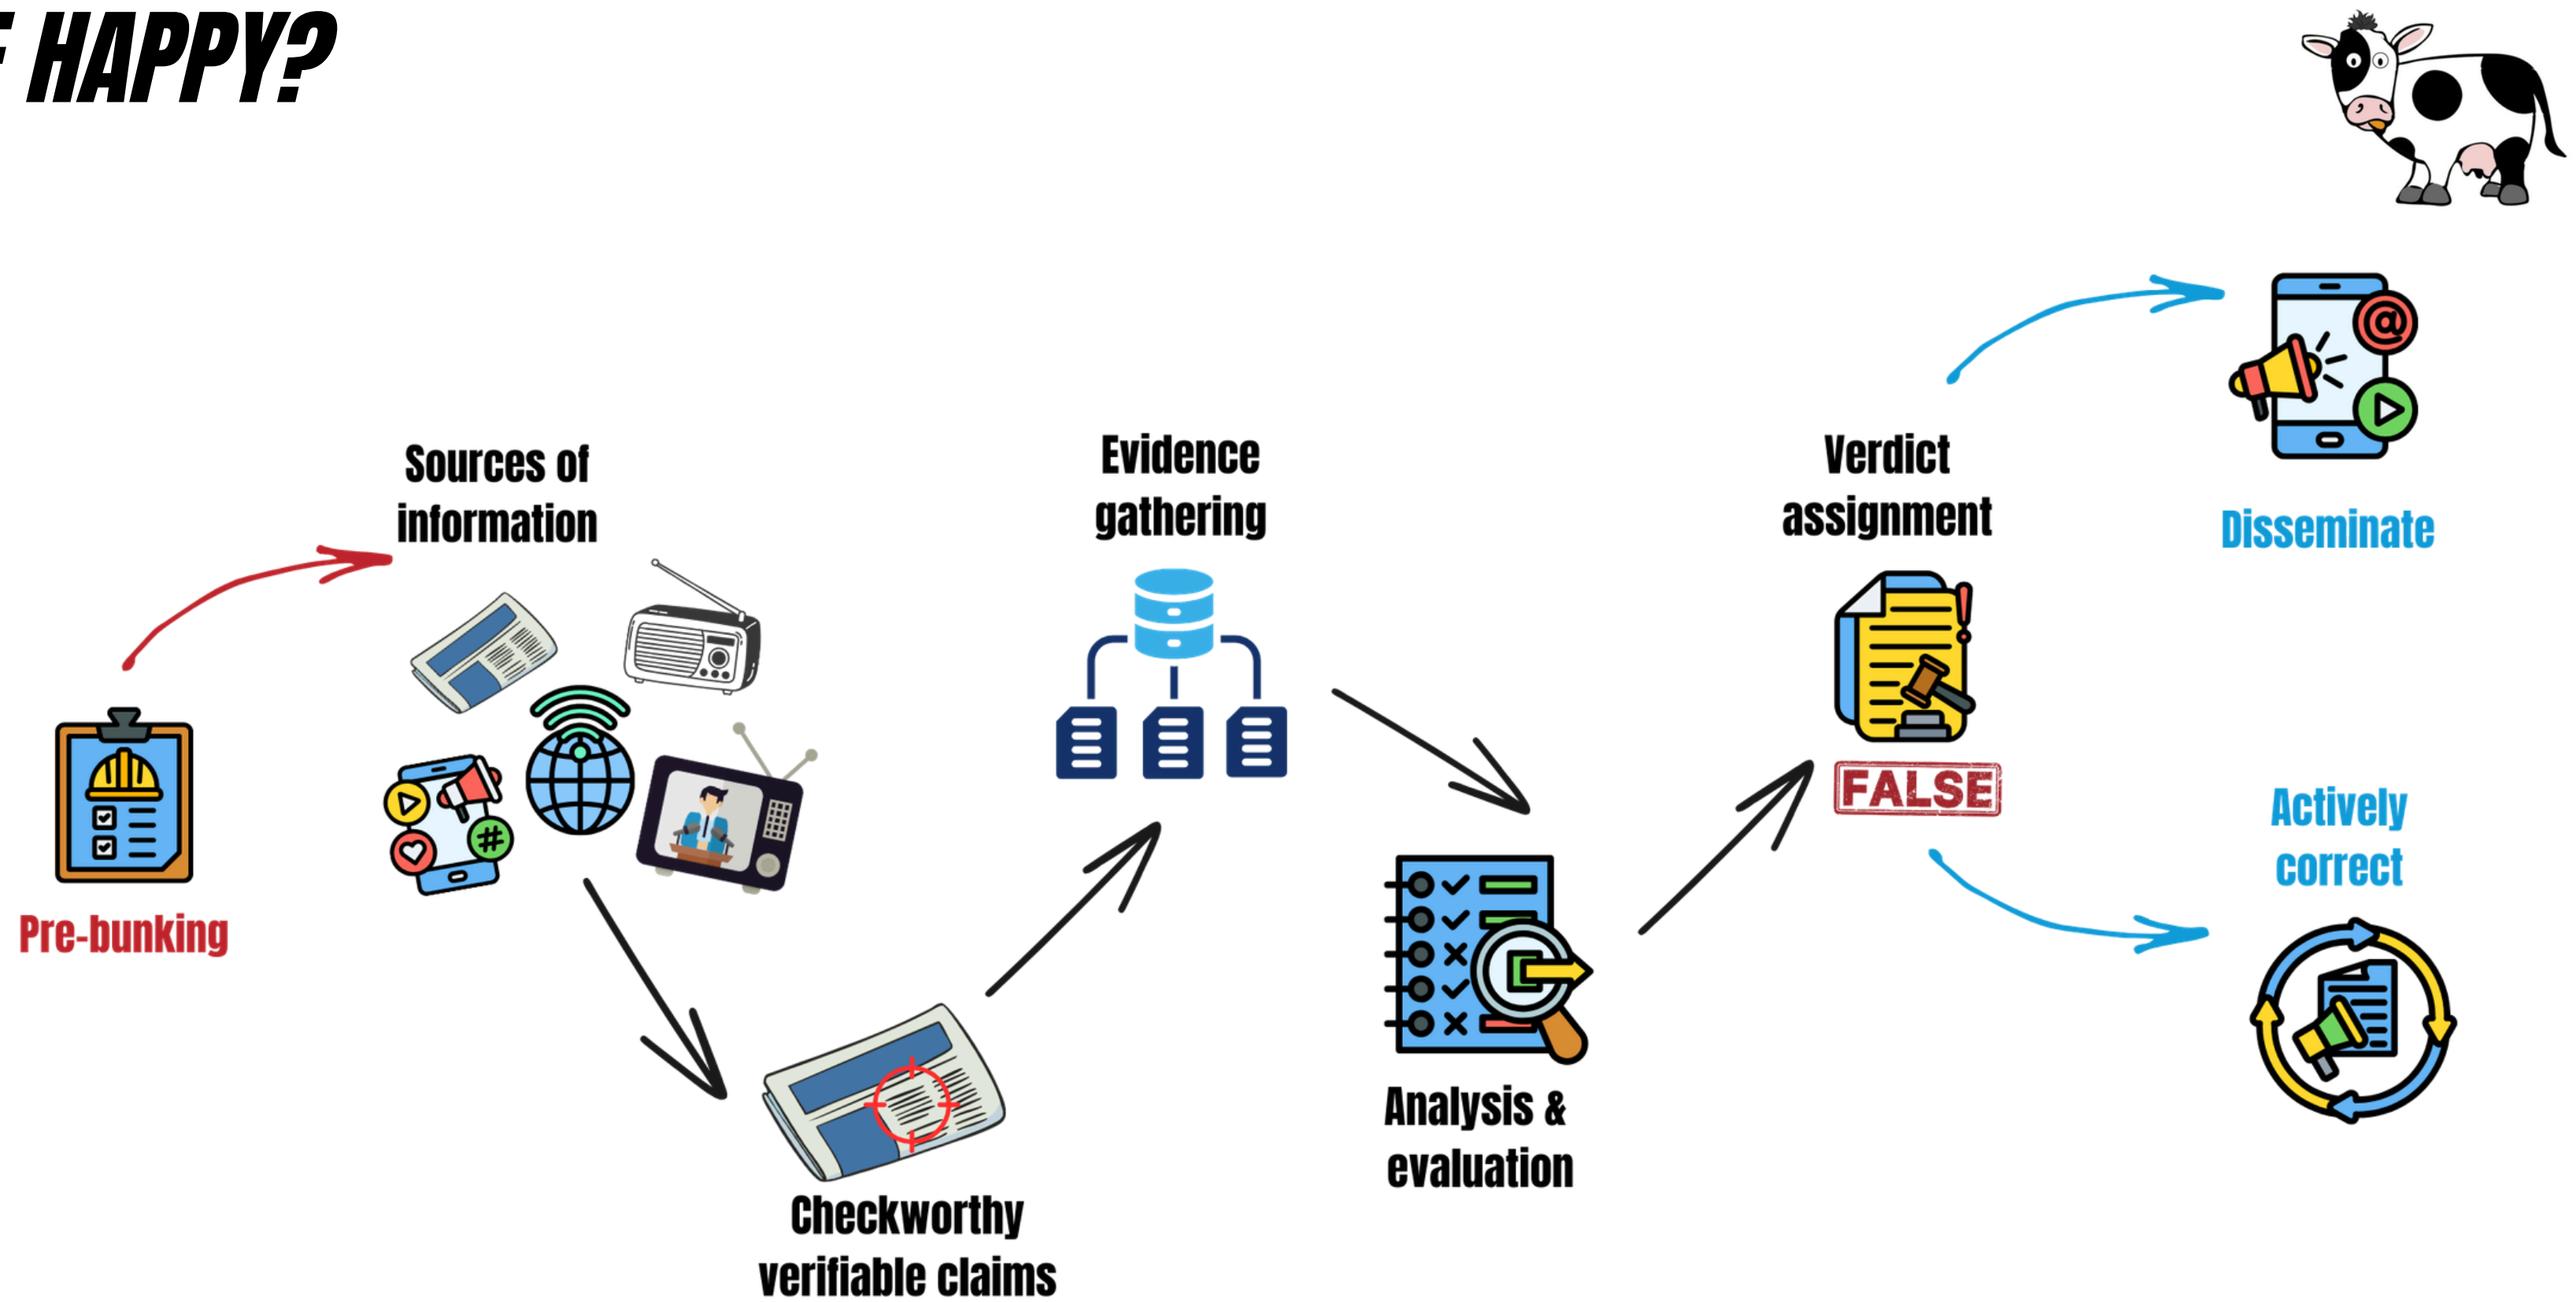 HAPPY?
Sources of
information
Pre-bunking
Checkworthy
verifiable claims
Evidence
gathering
Analysis &
evaluation
Verdict
assignment
FALSE
@
#
Disseminate
Actively
correct